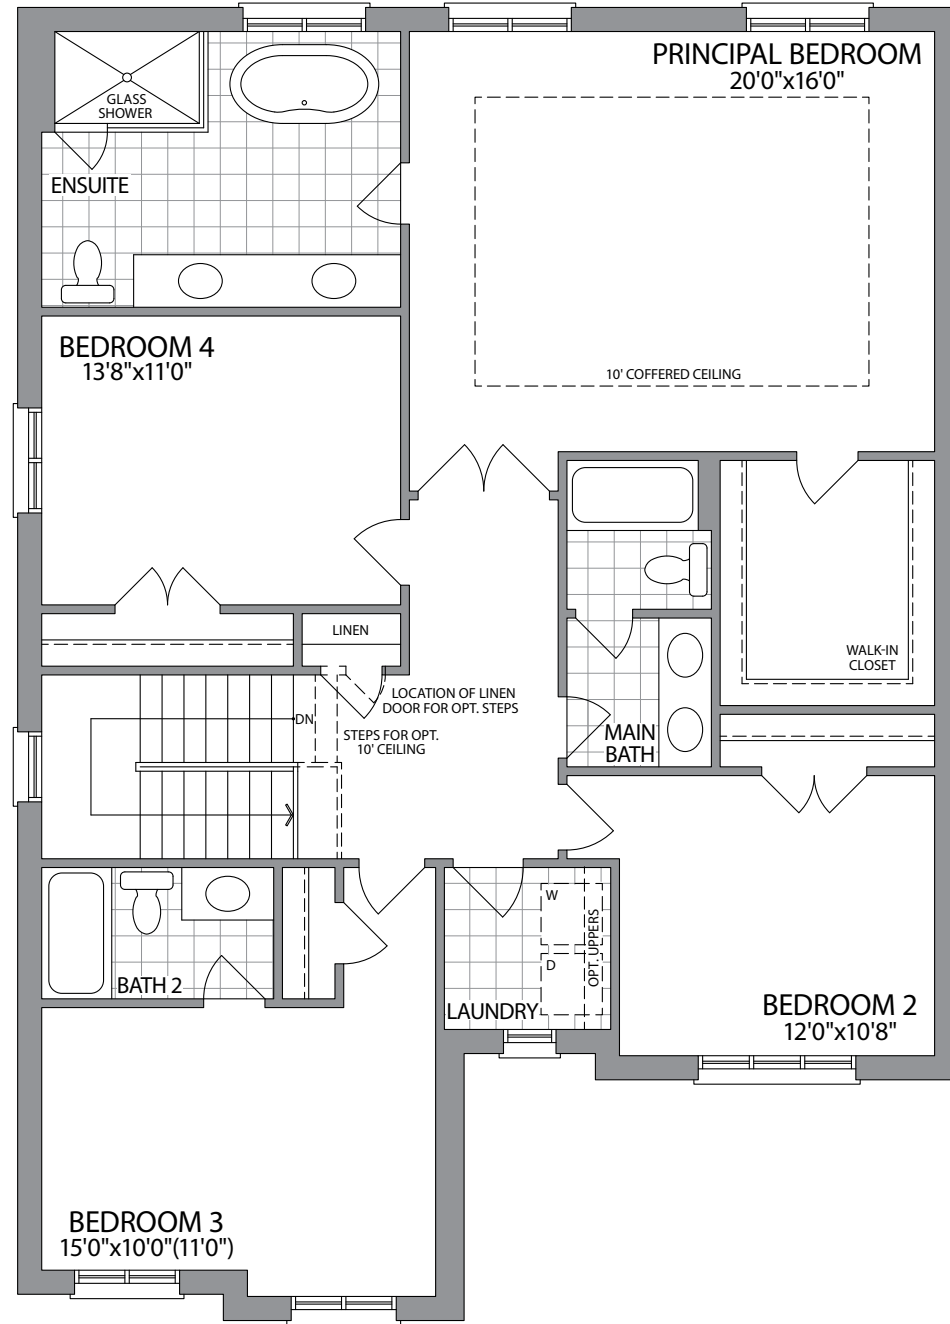 PRINCIPAL BEDROOM
20'0"x16'0"
GLASS
SHOWER
ENSUITE
BEDROOM 4
13'8"x11'0"
10' COFFERED CEILING
LINEN
WALK-IN
CLOSET
LOCATION OF LINEN
DOOR FOR OPT. STEPS
DN
STEPS FOR OPT.
10' CEILING
MAIN
BATH
W
D
OPT. UPPERS
BATH 2
LAUNDRY
BEDROOM 2
12'0"x10'8"
BEDROOM 3
15'0"x10'0"(11'0")